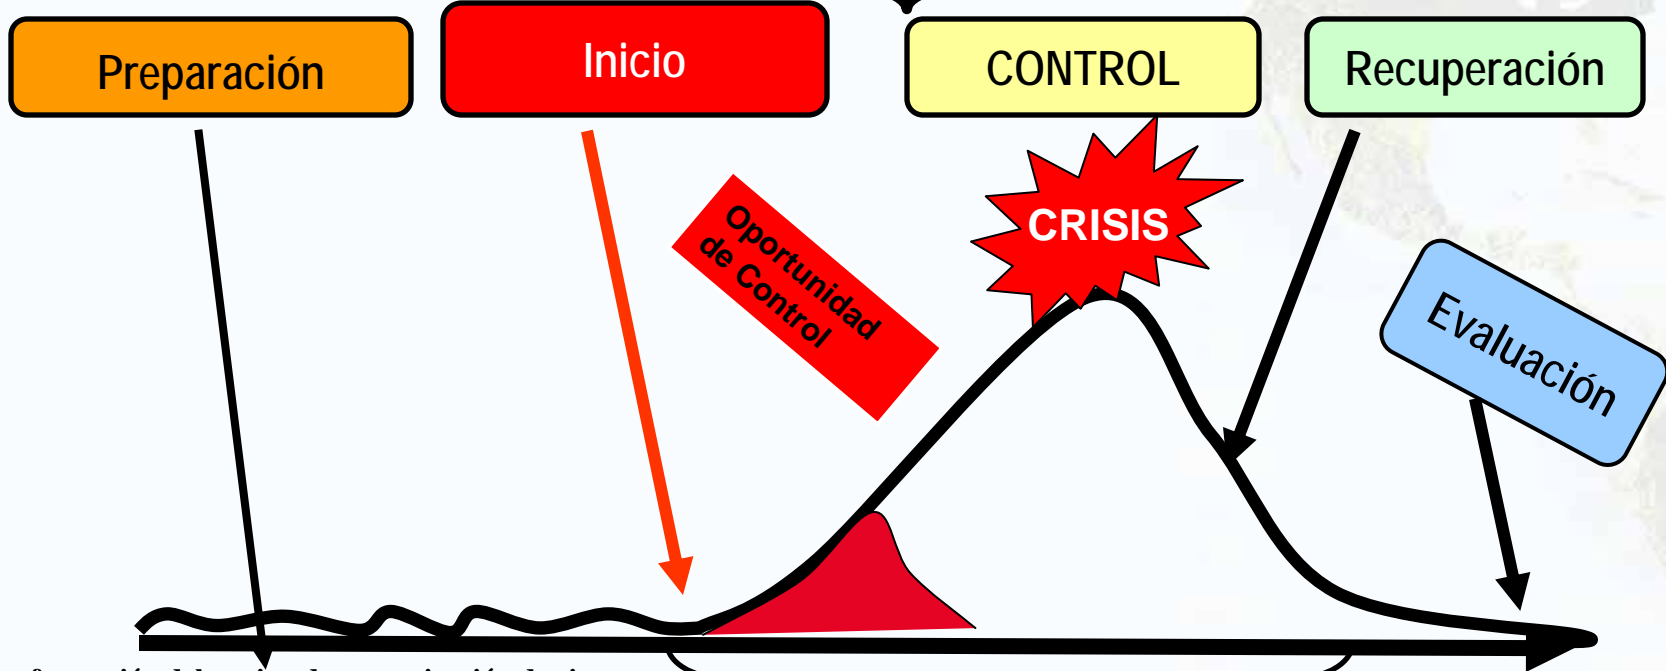 Preparación
Inicio
CONTROL
Recuperación
Oportunidad
de Control
CRISIS
Evaluación